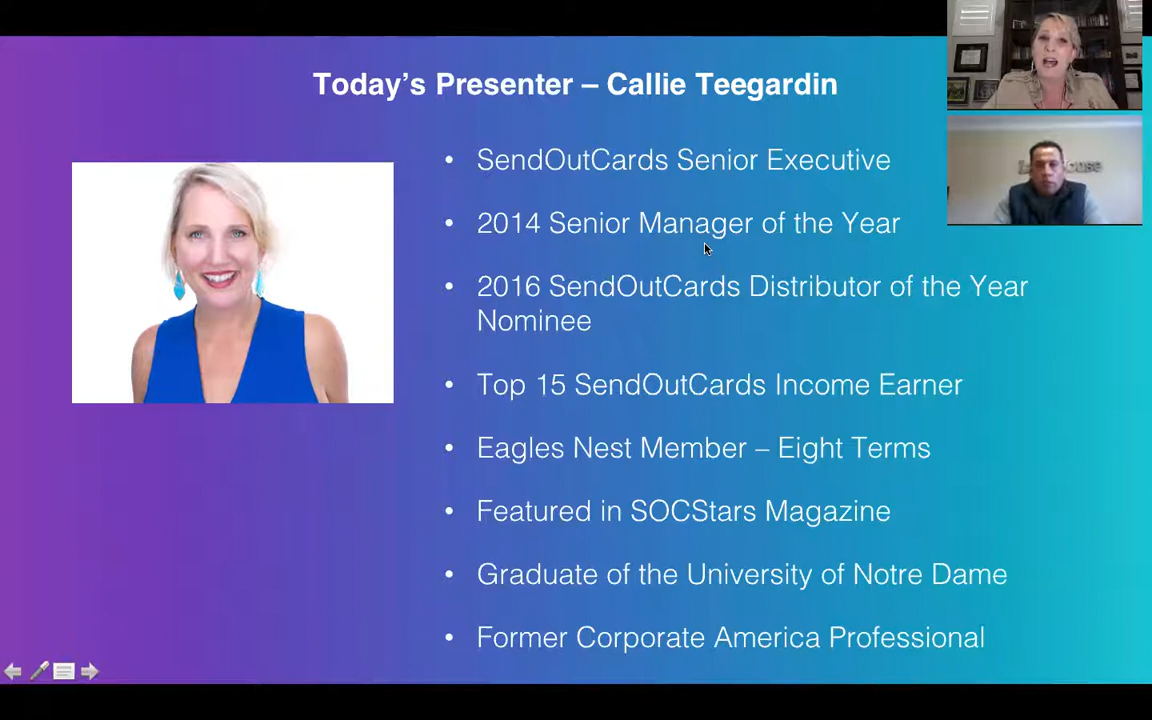 Today's Presenter – Callie Teegardin
• SendOutCards Senior Executive
• 2014 Senior Manager of the Year
• 2016 SendOutCards Distributor of the Year
Nominee
• Top 15 SendOutCards Income Earner
• Eagles Nest Member – Eight Terms
• Featured in SOCStars Magazine
• Graduate of the University of Notre Dame
• Former Corporate America Professional